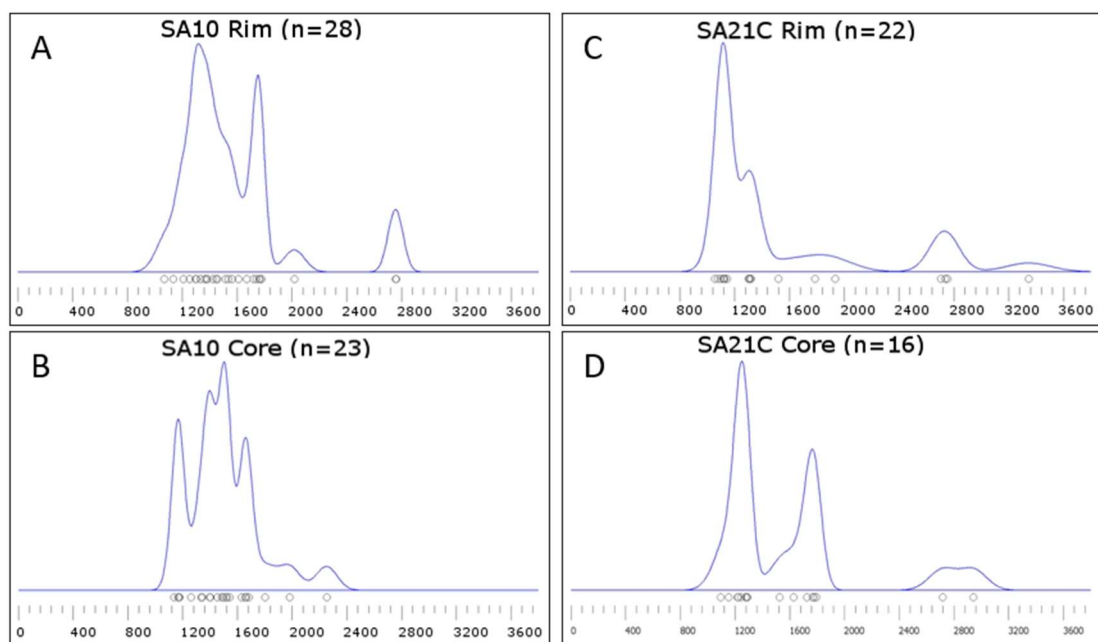 A
SA10 Rim (n=28)
0 400 800 1200 1600 2000 2400 2800 3200 3600
B
SA10 Core (n=23)
0 400 800 1200 1600 2000 2400 2800 3200 3600
C
SA21C Rim (n=22)
0 400 800 1200 1600 2000 2400 2800 3200 3600
D
SA21C Core (n=16)
0 400 800 1200 1600 2000 2400 2800 3200 3600